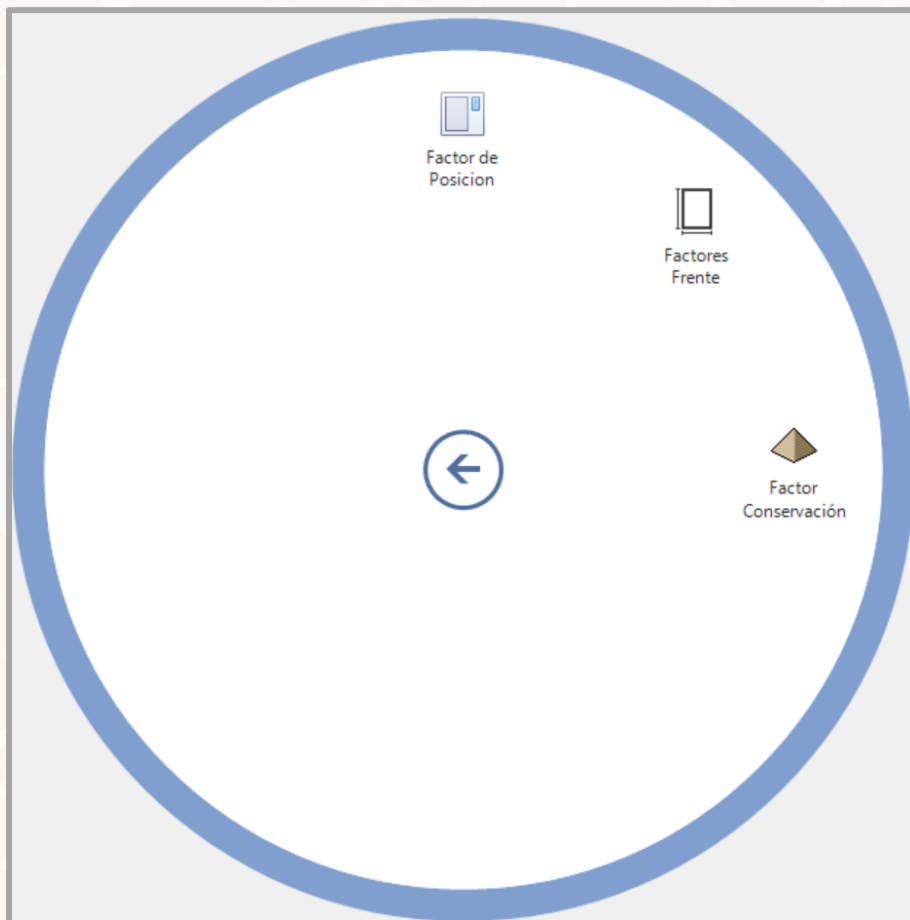 Factor de
Posicion
Factores
Frente
Factor
Conservación